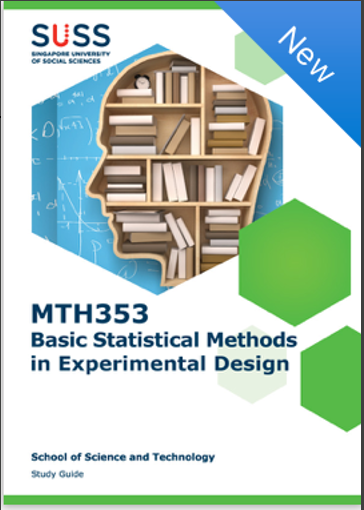 SUSS
SINGAPORE UNIVERSITY
OF SOCIAL SCIENCES
New
MTH353
Basic Statistical Methods
in Experimental Design
School of Science and Technology
Study Guide